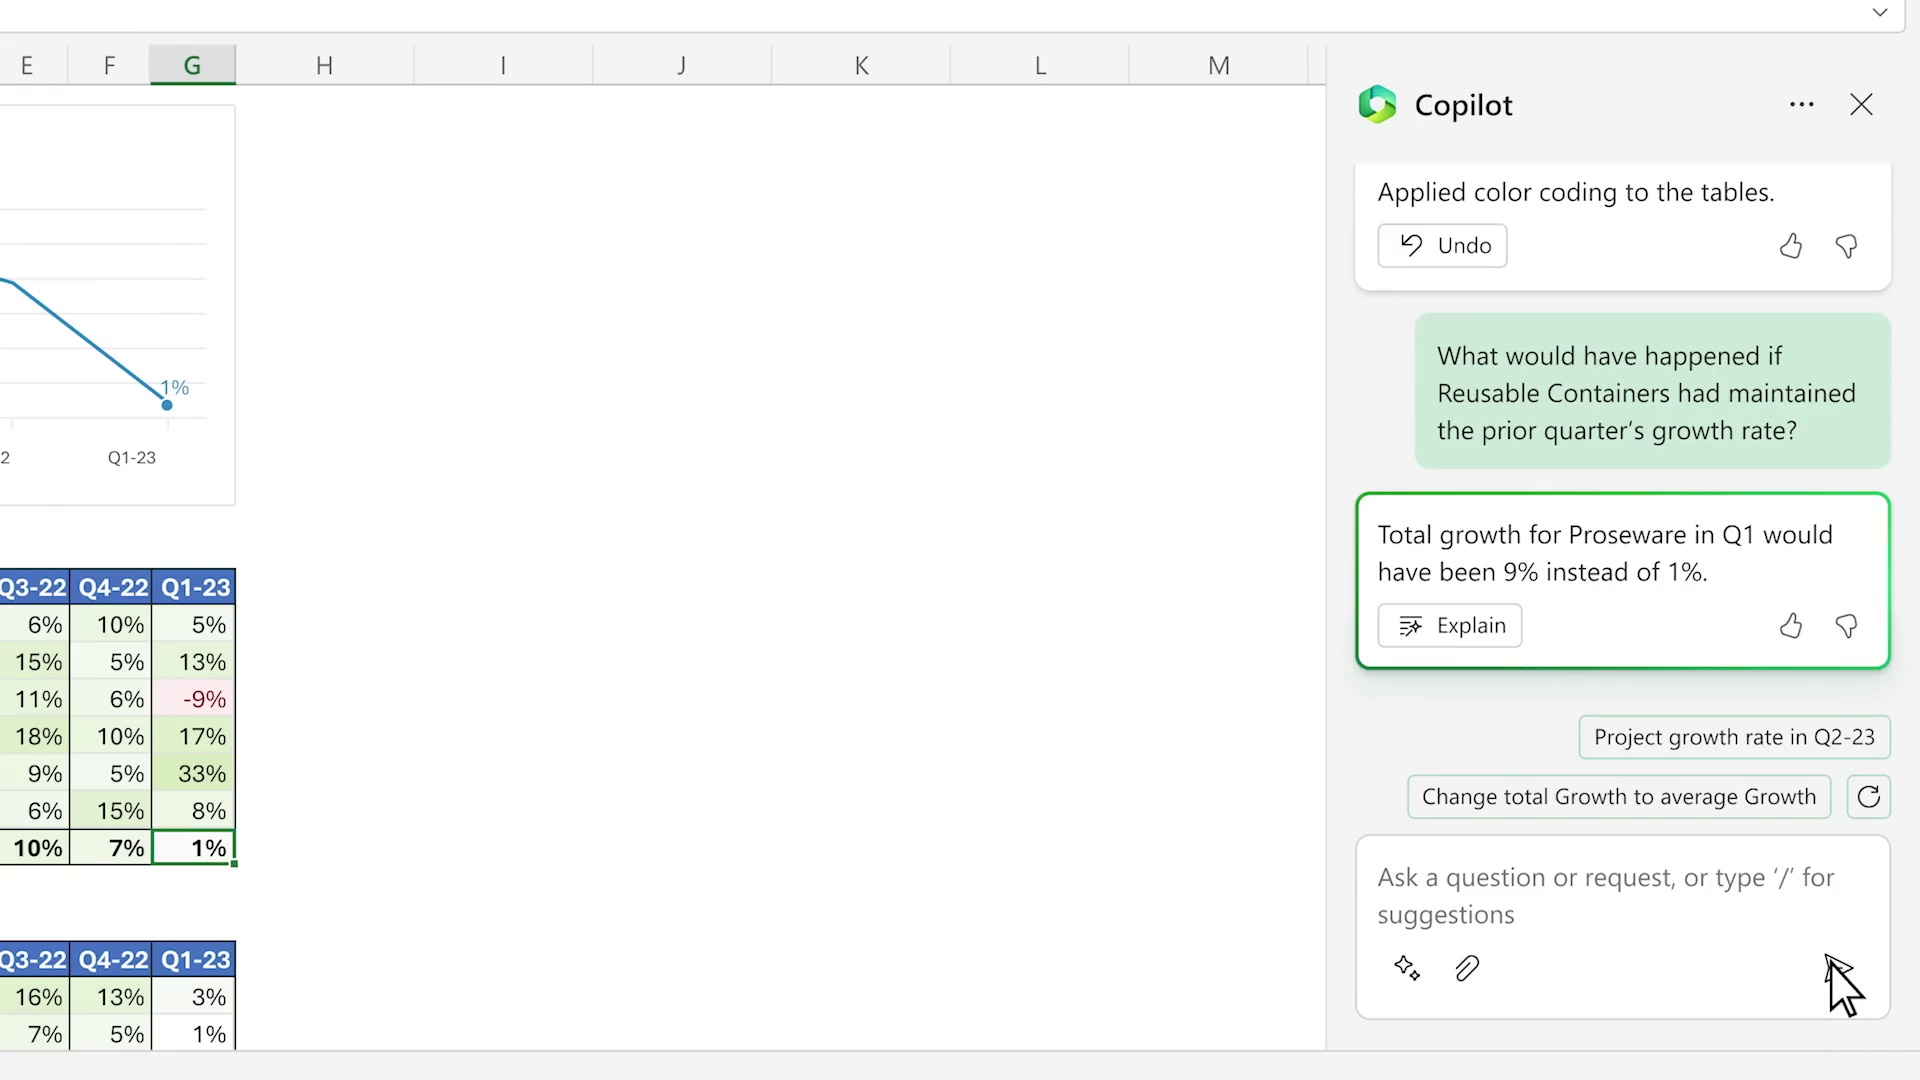 E F G H I J K L M
1%
2 Q1-23
Q3-22 Q4-22 Q1-23
6% 10% 5%
15% 5% 13%
11% 6% -9%
18% 10% 17%
9% 5% 33%
6% 15% 8%
10% 7% 1%
Q3-22 Q4-22 Q1-23
16% 13% 3%
7% 5% 1%
Copilot
Applied color coding to the tables.
Undo
What would have happened if
Reusable Containers had maintained
the prior quarter’s growth rate?
Total growth for Proseware in Q1 would
have been 9% instead of 1%.
Explain
Project growth rate in Q2-23
Change total Growth to average Growth
Ask a question or request, or type ‘/’ for
suggestions